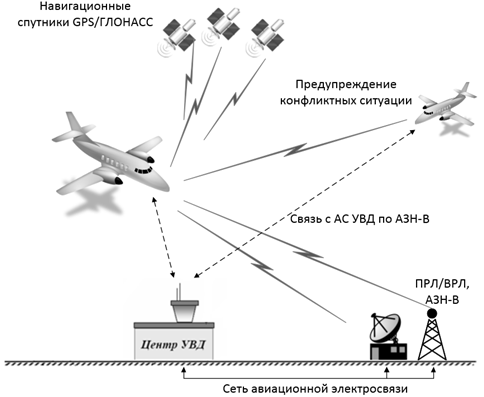 Навигационные
спутники GPS/ГЛОНАСС
Предупреждение
конфликтных ситуации
Связь с АС УВД по АЗН-В
ПРЛ/ВРЛ,
АЗН-В
Центр УВД
Сеть авиационной электросвязи